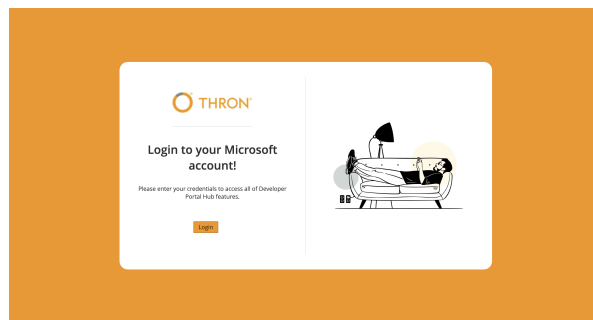 THRON
Login to your Microsoft
account!
Please enter your credentials to access all of Developer
Portal Hub features.
Login